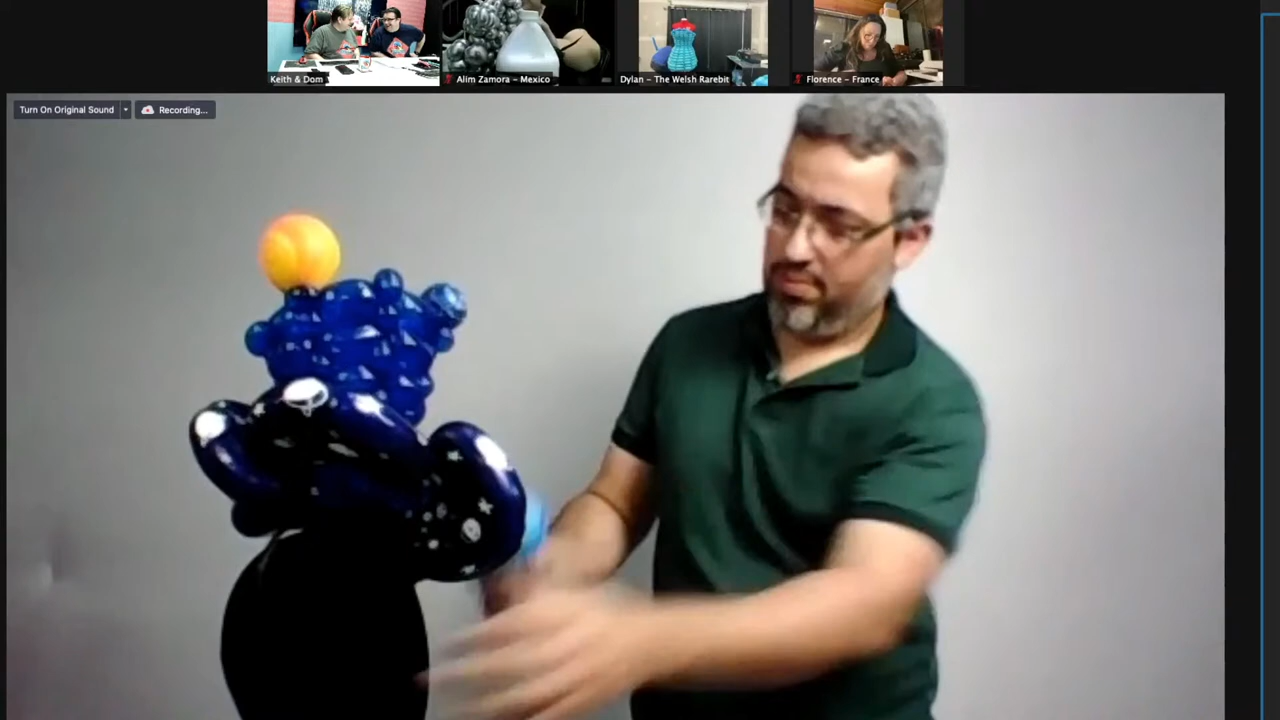 Keith & Dom
Alim Zamora - Mexico
Dylan - The Welsh Rarebit
Florence - France
Turn On Original Sound
Recording...